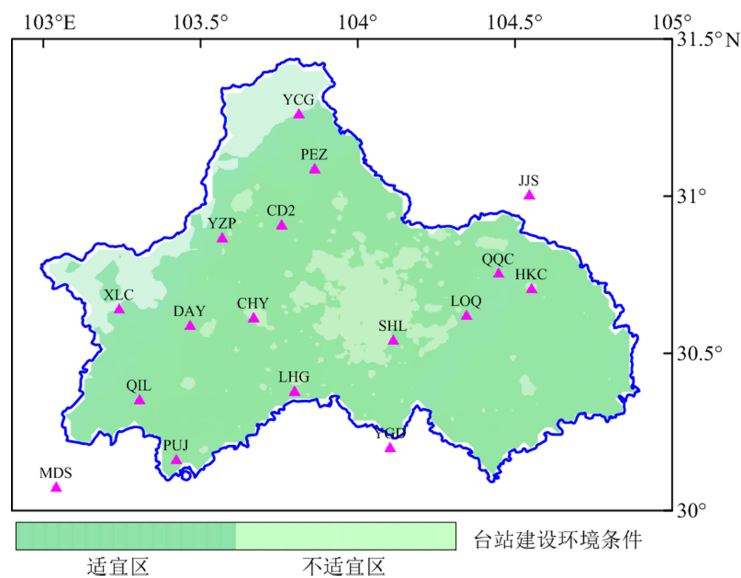 103°E 103.5° 104° 104.5° 105°
31.5°N
YCG
PEZ
JJS
31°
CD2
YZP
QQC
HKC
XLC
DAY
CHY
LOQ
SHL
30.5°
LHG
QIL
YGD
PUJ
MDS
30°
台站建设环境条件
适宜区 不适宜区